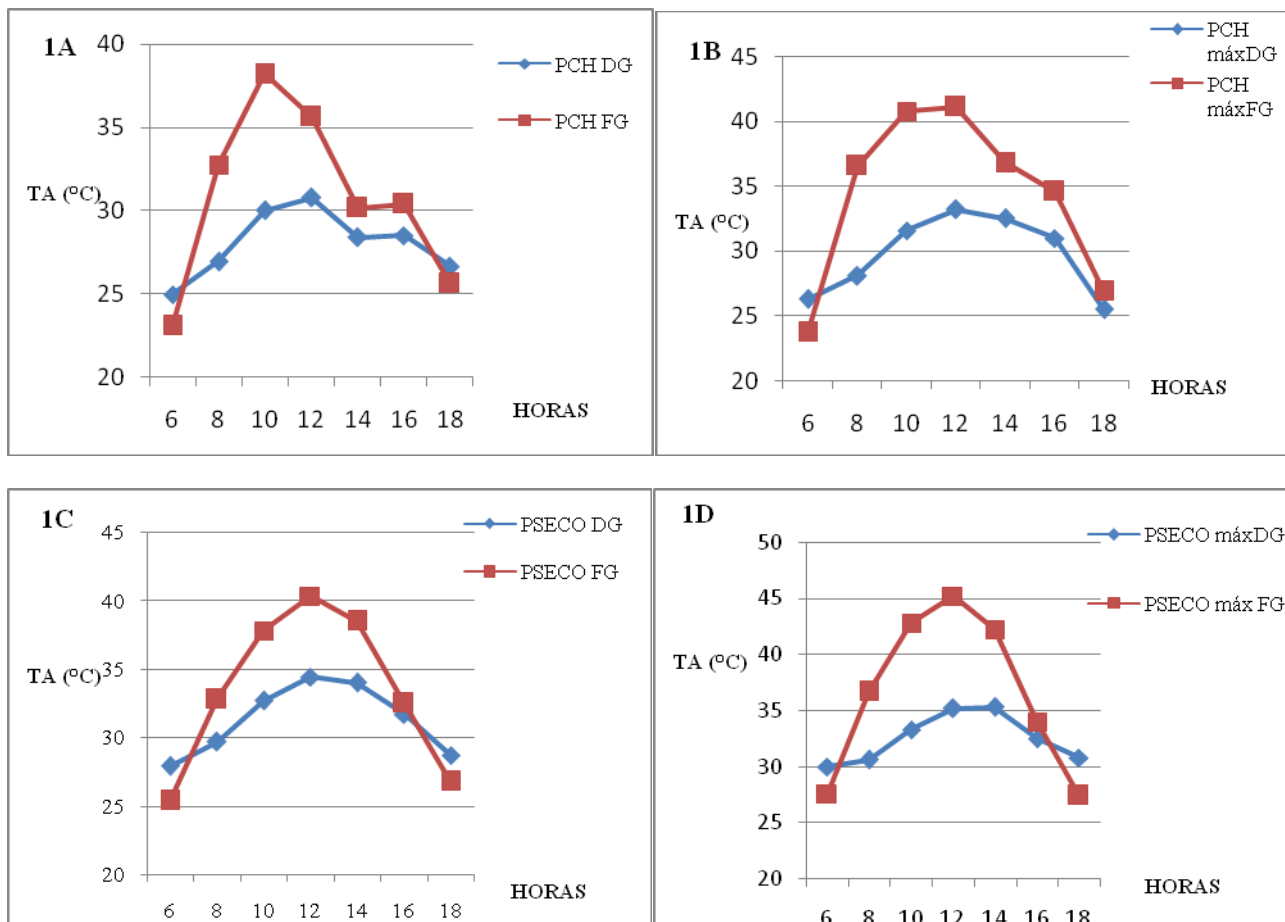 1A
PCH DG
PCH FG
TA (°C)
40
35
30
25
20
6 8 10 12 14 16 18
HORAS
1B
PCH
máxDG
PCH
máxFG
TA (°C)
45
40
35
30
25
20
6 8 10 12 14 16 18
HORAS
1C
PSECO DG
PSECO FG
TA (°C)
45
40
35
30
25
20
6 8 10 12 14 16 18
HORAS
1D
PSECO máxDG
PSECO máx FG
TA (°C)
50
45
40
35
30
25
20
6 8 10 12 14 16 18
HORAS